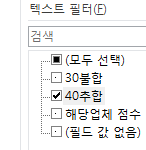 텍스트 필터(F)
검색
(모두 선택)
30불합
40추합
해당업체 점수
(필드 값 없음)